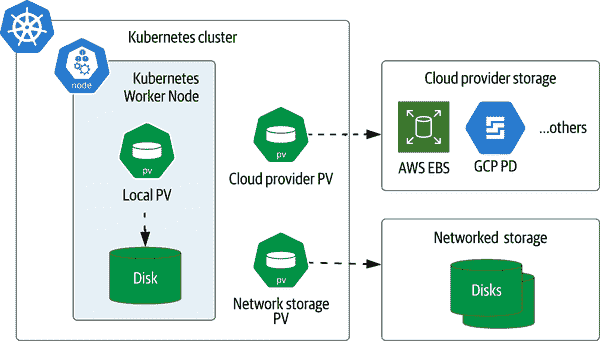 Kubernetes cluster
node
Kubernetes
Worker Node
pv
Local PV
Disk
pv
Cloud provider PV
pv
Network storage
PV
Cloud provider storage
AWS EBS
GCP PD
...others
Networked storage
Disks